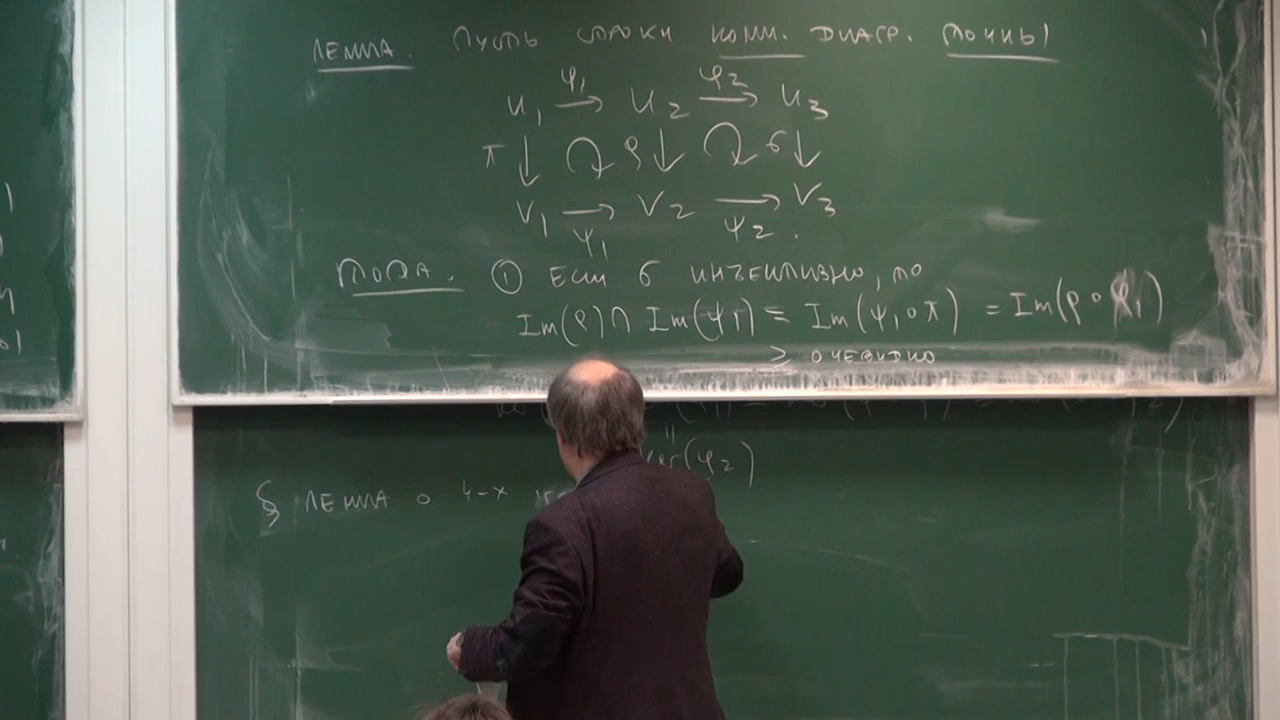 Лемма. Пусть строки комм. диагр. точны!
φ₁ φ₂
U₁ → U₂ → U₃
π ↓ ↷ ρ ↓ ↷ σ ↓
V₁ → V₂ → V₃
ψ₁ ψ₂ .
Тогда. ① Если σ инъективно, то
Im(ρ) ∩ Im(ψ₁) = Im(ψ₁ ∘ π) = Im(ρ ∘ φ₁)
≥ очевидно
"
Ker(φ₂)
§ Лемма о 4-х